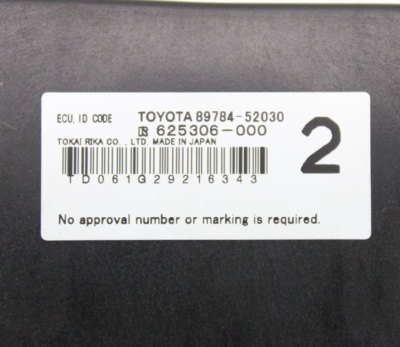 ECU, ID CODE TOYOTA 89784-52030
625306-000
2
TOKAI RIKA CO., LTD. MADE IN JAPAN
TD061G29216343
No approval number or marking is required.